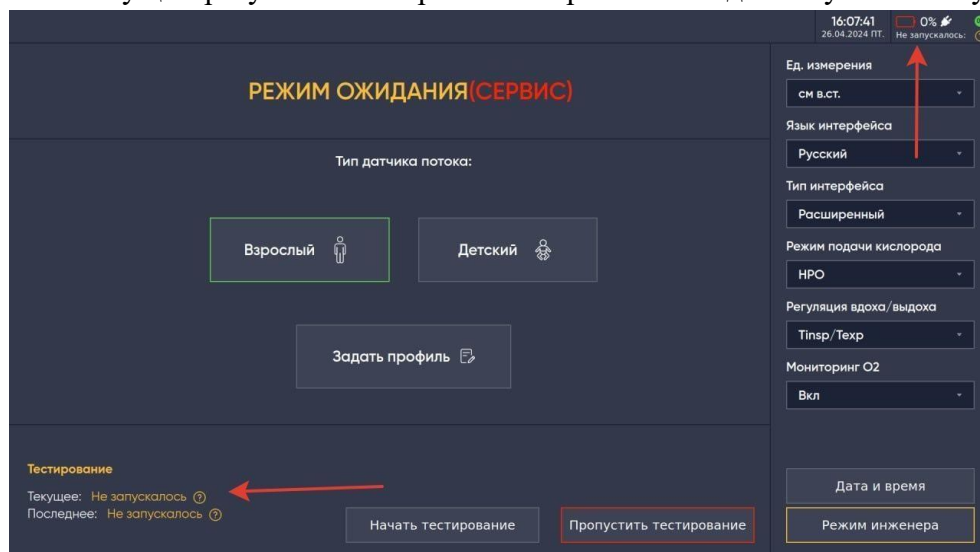 16:07:41
26.04.2024 ПТ.
0%
Не запускалось:
РЕЖИМ ОЖИДАНИЯ(СЕРВИС)
Тип датчика потока:
Взрослый
Детский
Задать профиль
Тестирование
Текущее: Не запускалось
Последнее: Не запускалось
Начать тестирование
Пропустить тестирование
Ед. измерения
см в.ст.
Язык интерфейса
Русский
Тип интерфейса
Расширенный
Режим подачи кислорода
HPO
Регуляция вдоха/выдоха
Tinsp/Texp
Мониторинг O2
Вкл
Дата и время
Режим инженера